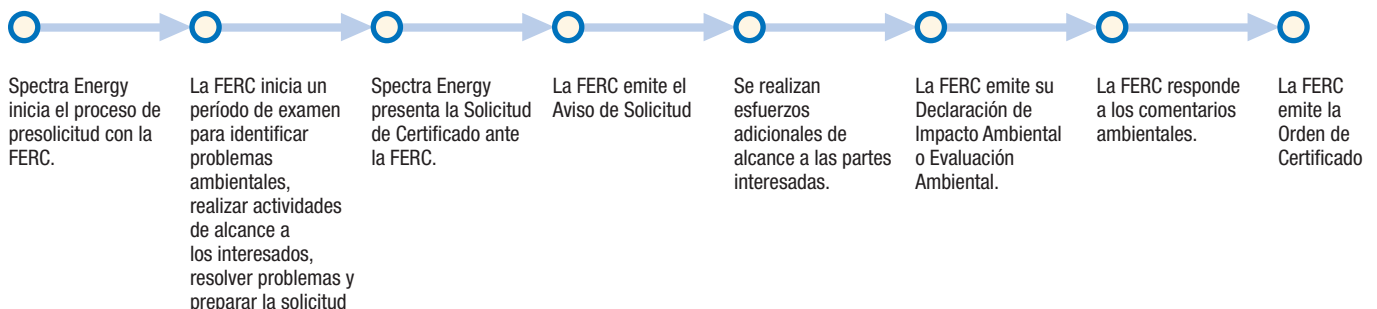 Spectra Energy
inicia el proceso de
presolicitud con la
FERC.
La FERC inicia un
período de examen
para identificar
problemas
ambientales,
realizar actividades
de alcance a
los interesados,
resolver problemas y
preparar la solicitud
Spectra Energy
presenta la Solicitud
de Certificado ante
la FERC.
La FERC emite el
Aviso de Solicitud
Se realizan
esfuerzos
adicionales de
alcance a las partes
interesadas.
La FERC emite su
Declaración de
Impacto Ambiental
o Evaluación
Ambiental.
La FERC responde
a los comentarios
ambientales.
La FERC
emite la
Orden de
Certificado